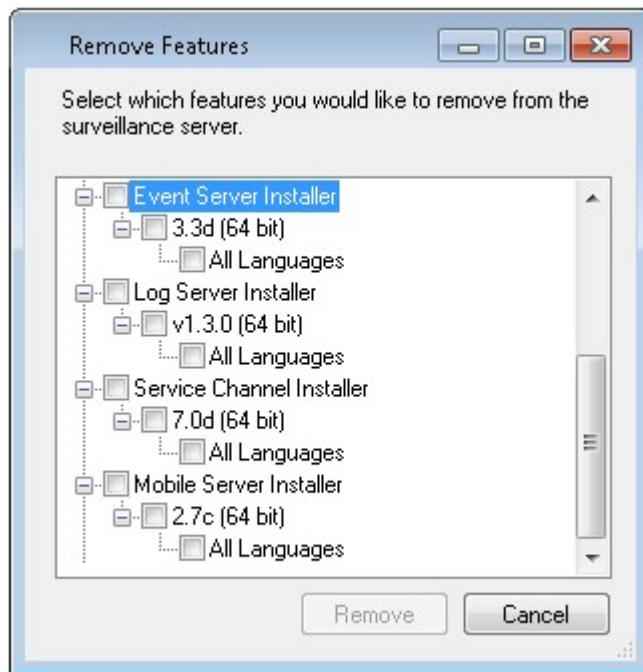 Remove Features
Select which features you would like to remove from the
surveillance server.
Event Server Installer
3.3d (64 bit)
All Languages
Log Server Installer
v1.3.0 (64 bit)
All Languages
Service Channel Installer
7.0d (64 bit)
All Languages
Mobile Server Installer
2.7c (64 bit)
All Languages
Remove
Cancel